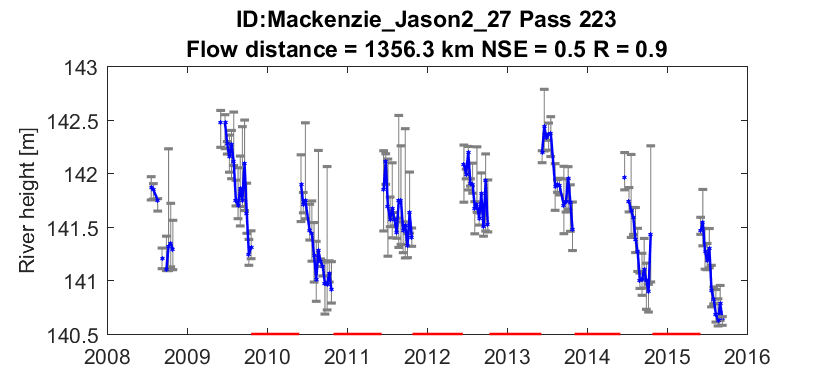 ID:Mackenzie_Jason2_27 Pass 223
Flow distance = 1356.3 km NSE = 0.5 R = 0.9
143
142.5
142
141.5
141
140.5
River height [m]
2008 2009 2010 2011 2012 2013 2014 2015 2016